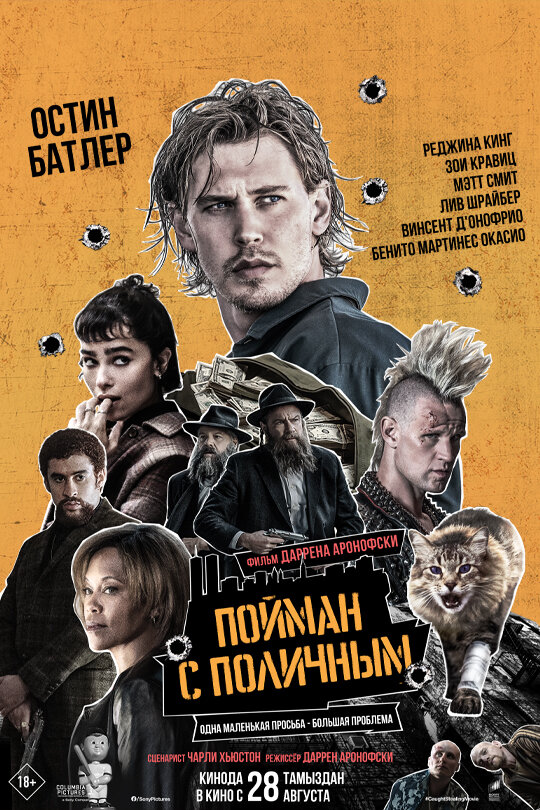 ОСТИН
БАТЛЕР
РЕДЖИНА КИНГ
ЗОИ КРАВИЦ
МЭТТ СМИТ
ЛИВ ШРАЙБЕР
ВИНСЕНТ Д'ОНОФРИО
БЕНИТО МАРТИНЕС ОКАСИО
ФИЛЬМ ДАРРЕНА АРОНОФСКИ
ПОЙМАН
С ПОЛИЧНЫМ
ОДНА МАЛЕНЬКАЯ ПРОСЬБА - БОЛЬШАЯ ПРОБЛЕМА
СЦЕНАРИСТ ЧАРЛИ ХЬЮСТОН РЕЖИССЕР ДАРРЕН АРОНОФСКИ
18+
COLUMBIA
PICTURES
/SonyPictures
КИНОДА С 28 ТАМЫЗДАН
В КИНО С 28 АВГУСТА
#CaughtStealingMovie